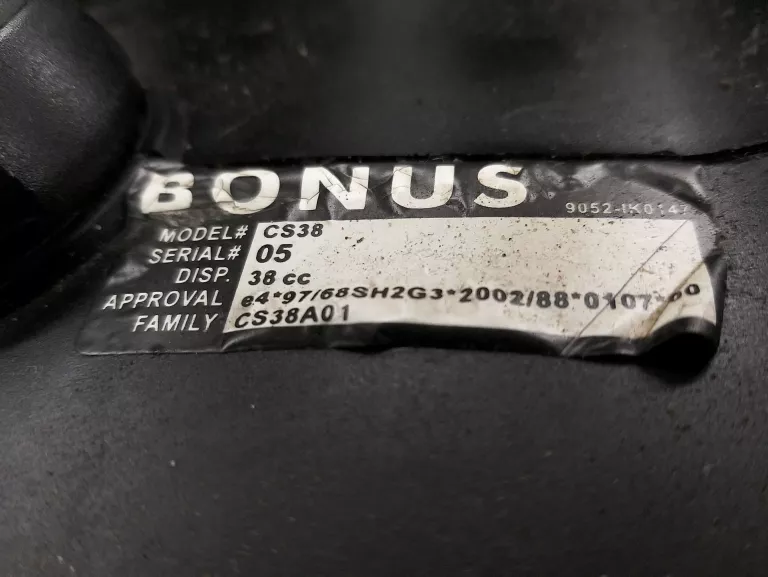 BONUS
9052-IK0147
MODEL# CS38
SERIAL# 05
DISP. 38 cc
APPROVAL e4*97/68SH2G3*2002/88*0107*00
FAMILY CS38A01